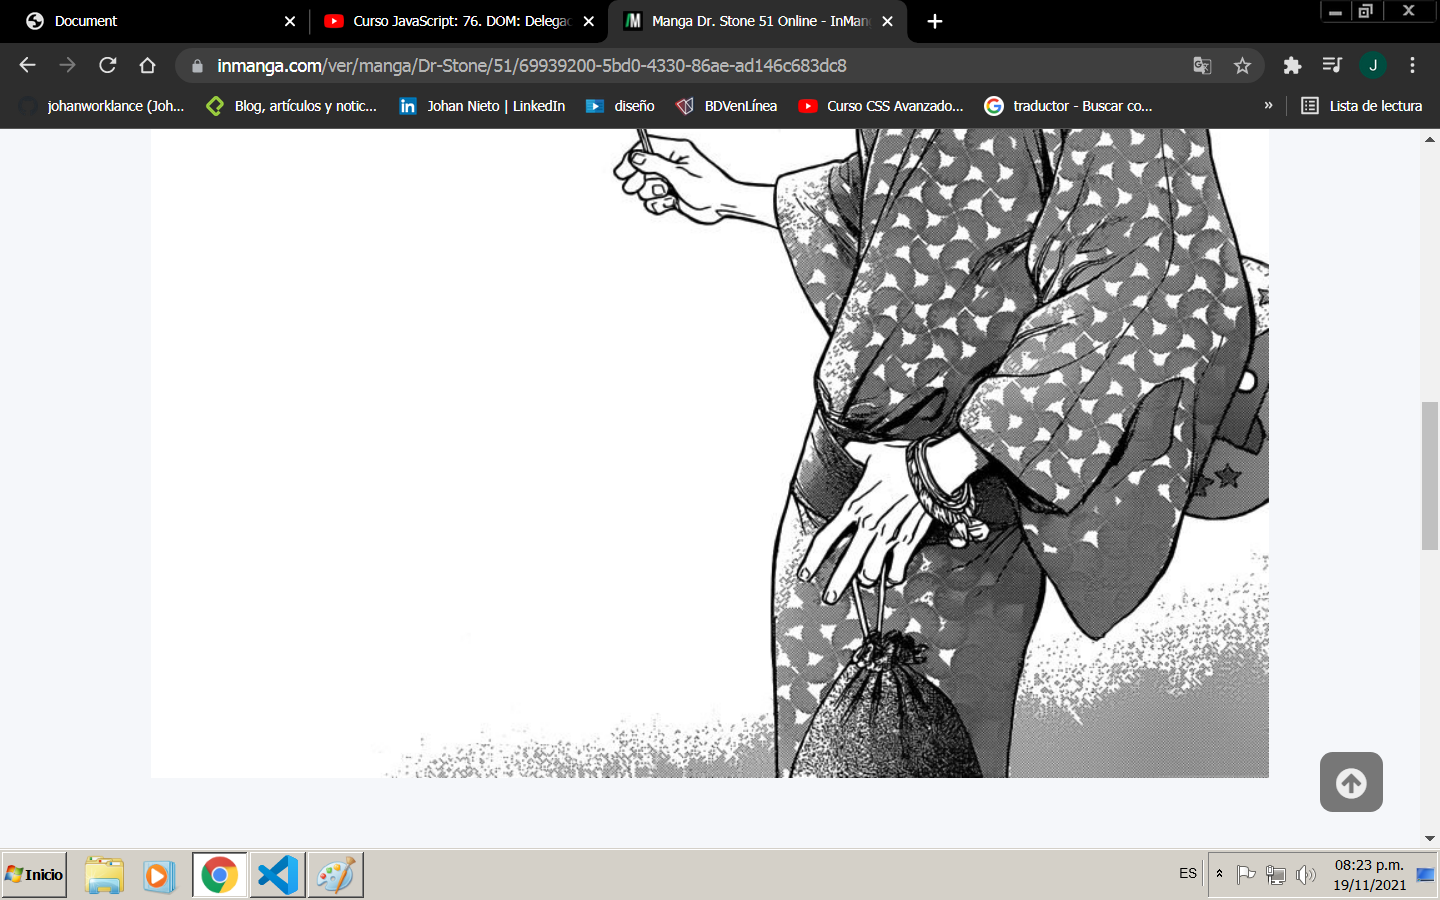 Document
Curso JavaScript: 76. DOM: Delega
Manga Dr. Stone 51 Online - InMan
inmanga.com/ver/manga/Dr-Stone/51/69939200-5bd0-4330-86ae-ad146c683dc8
J
johanworklance (Joh...
Blog, artículos y notic...
in
Johan Nieto | LinkedIn
diseño
BDVenLínea
Curso CSS Avanzado...
traductor - Buscar co...
»
Lista de lectura
Inicio
ES
08:23 p.m.
19/11/2021